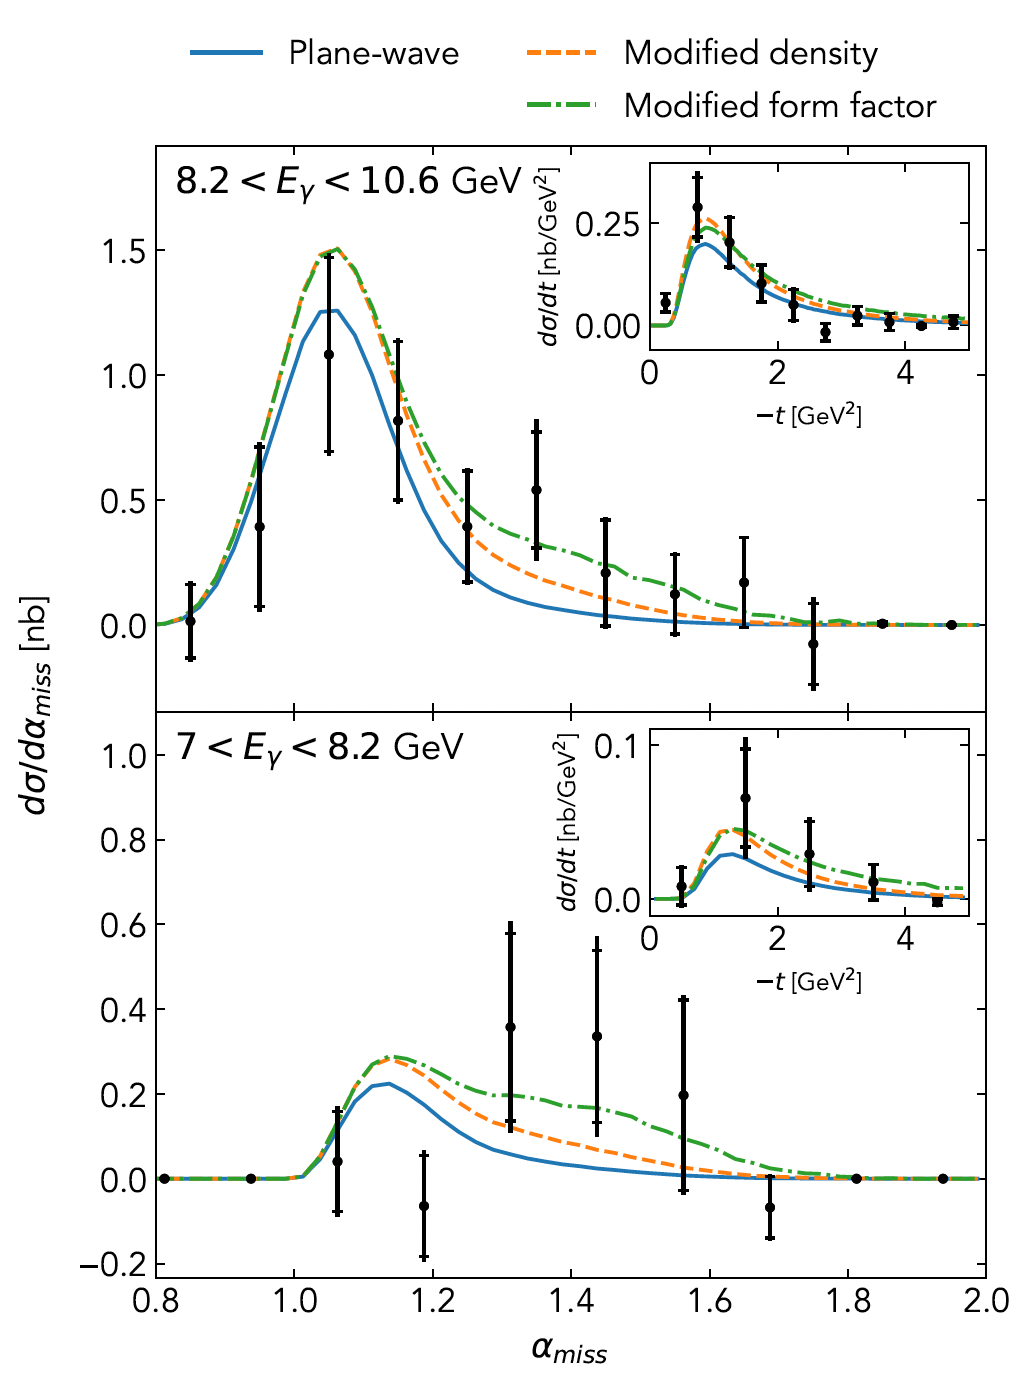 Plane-wave
Modified density
Modified form factor
8.2 < Eγ < 10.6 GeV
dσ/dt [nb/GeV²]
0.25
0.00
0 2 4
−t [GeV²]
1.5
1.0
0.5
0.0
dσ/dα_miss [nb]
7 < Eγ < 8.2 GeV
dσ/dt [nb/GeV²]
0.1
0.0
0 2 4
−t [GeV²]
1.0
0.8
0.6
0.4
0.2
0.0
−0.2
0.8 1.0 1.2 1.4 1.6 1.8 2.0
α_miss